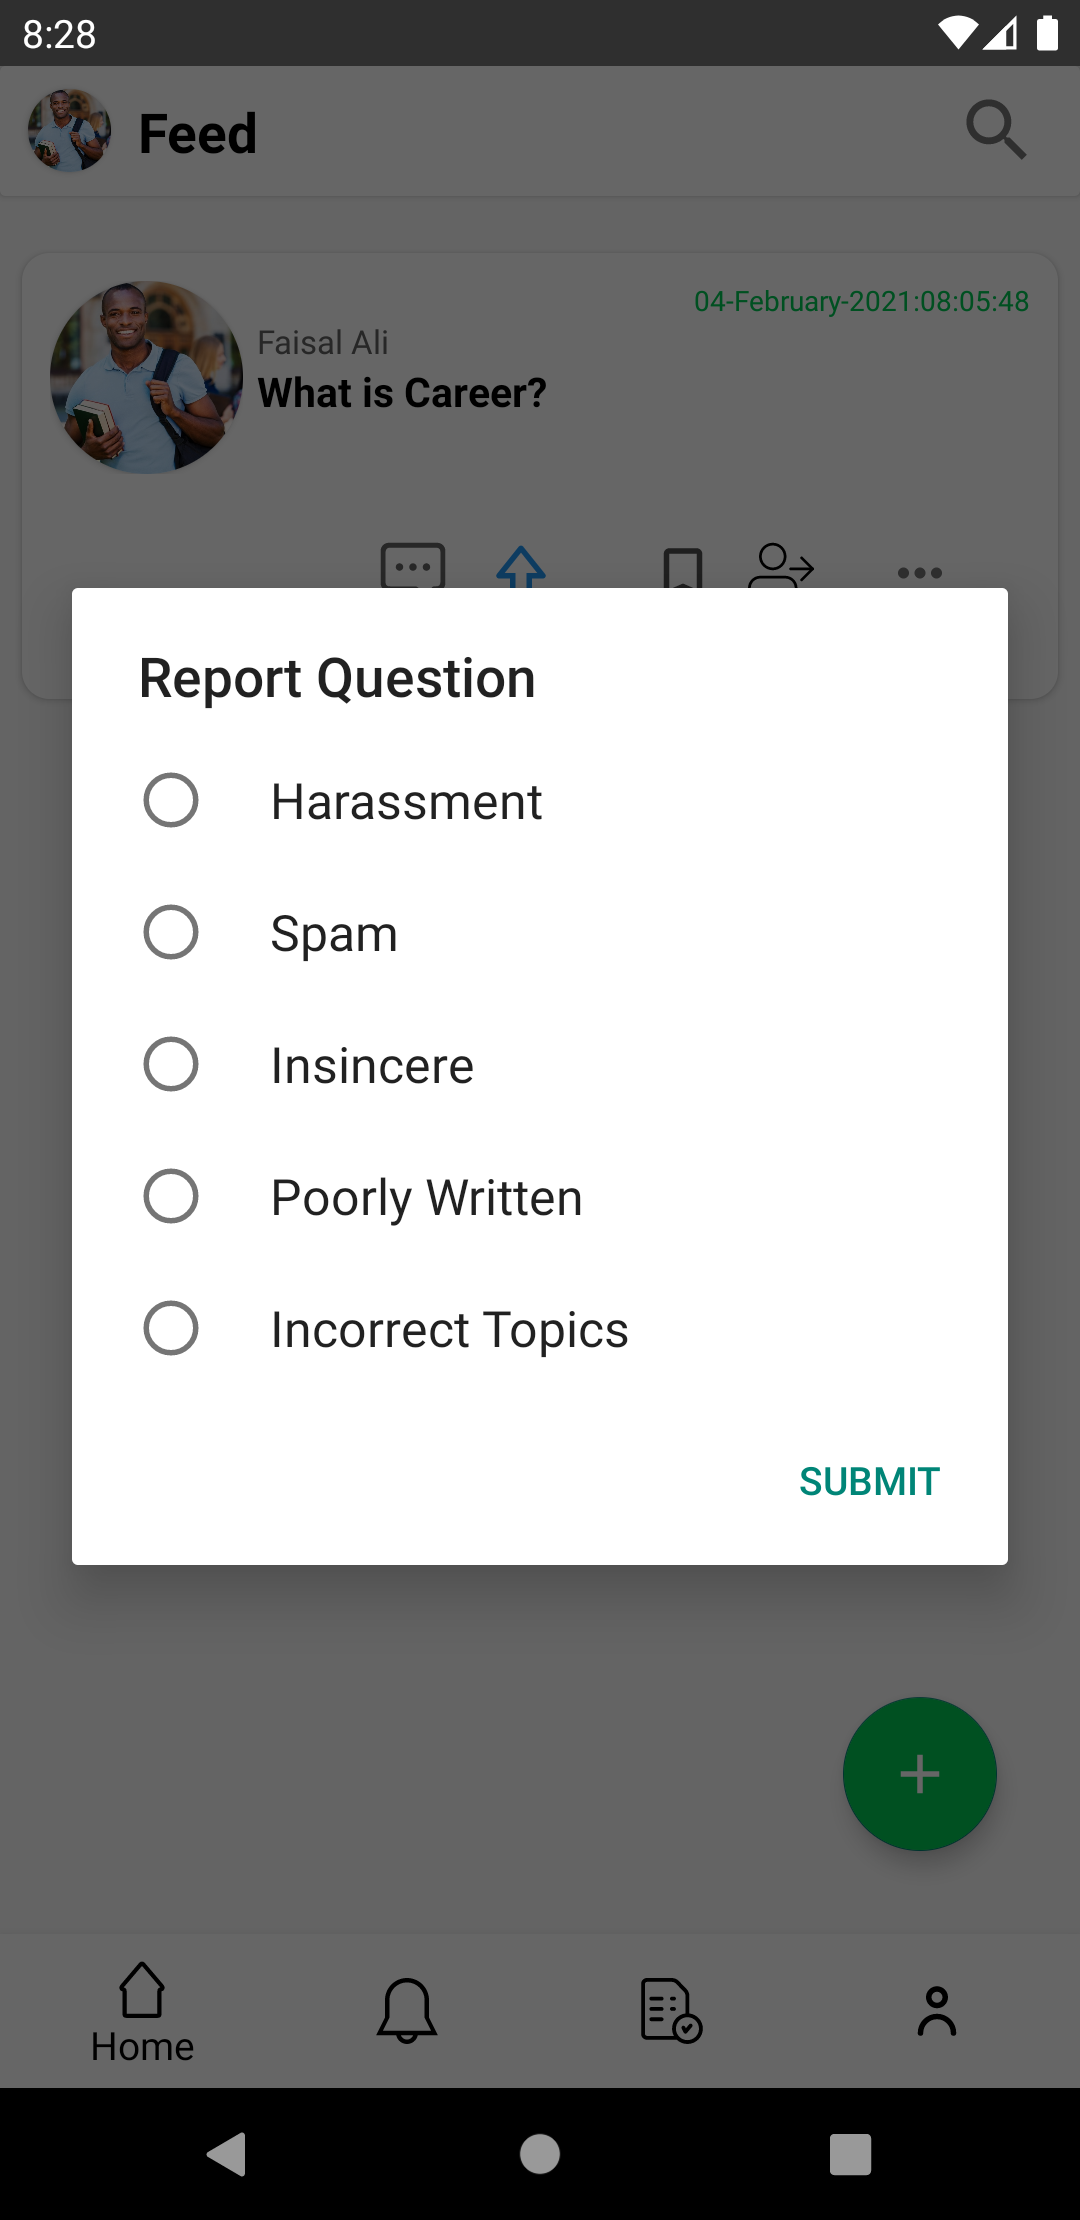 8:28
Feed
04-February-2021:08:05:48
Faisal Ali
What is Career?
Report Question
Harassment
Spam
Insincere
Poorly Written
Incorrect Topics
SUBMIT
Home